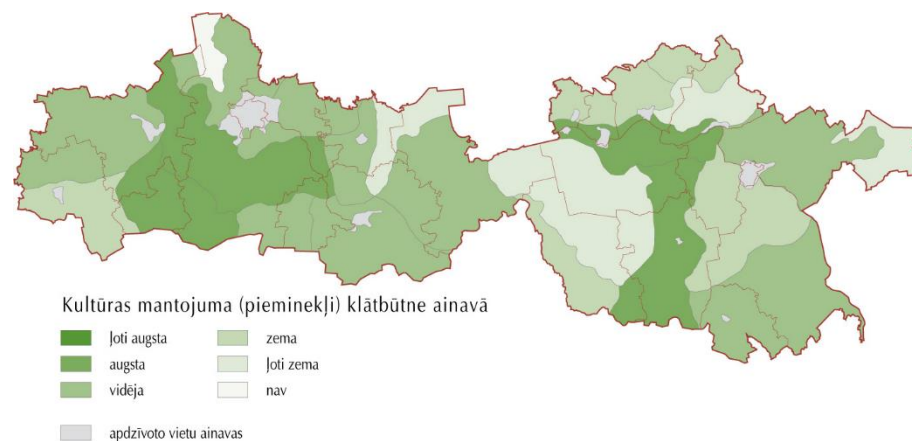 Kultūras mantojuma (pieminekļi) klātbūtne ainavā
ļoti augsta
augsta
vidēja
zema
ļoti zema
nav
apdzīvoto vietu ainavas